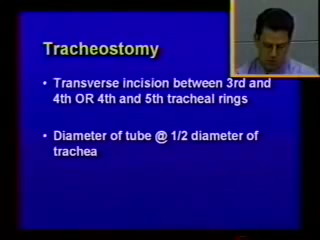 Tracheostomy
• Transverse incision between 3rd and
4th OR 4th and 5th tracheal rings
• Diameter of tube @ 1/2 diameter of
trachea